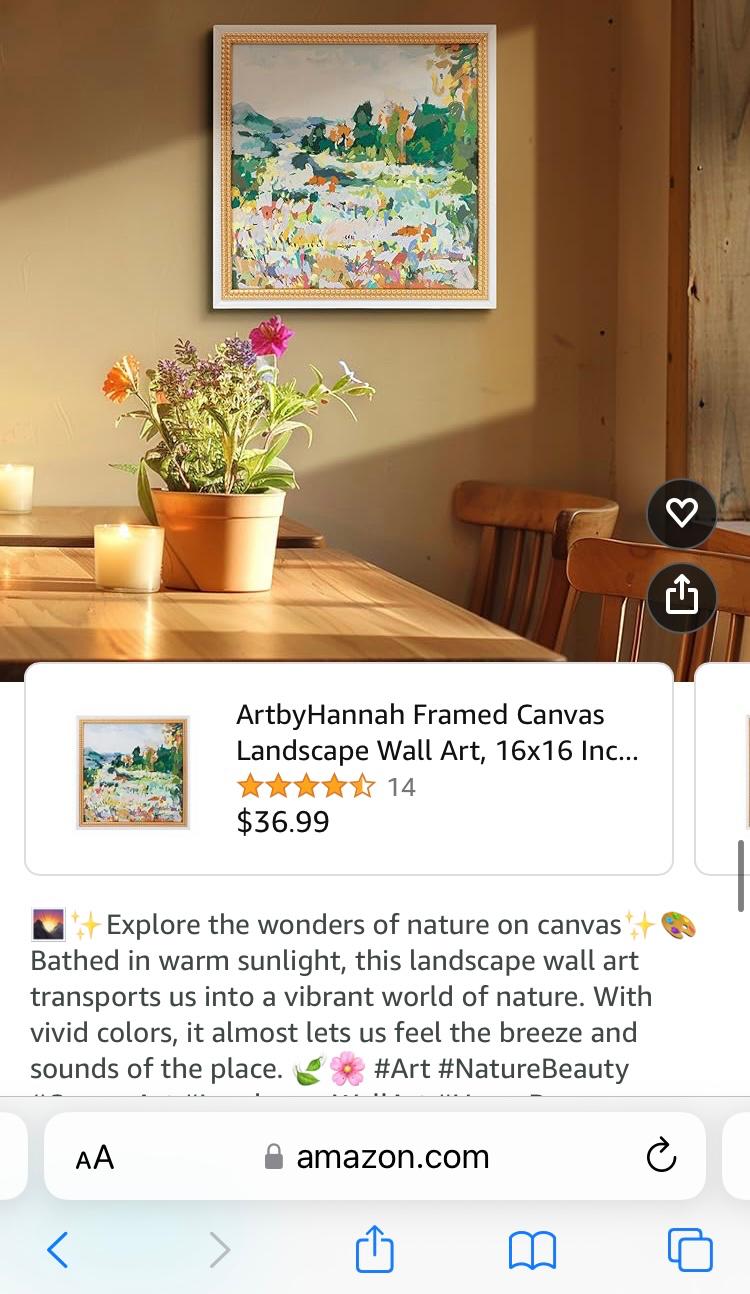 ArtbyHannah Framed Canvas
Landscape Wall Art, 16x16 Inc...
14
$36.99
Explore the wonders of nature on canvas
Bathed in warm sunlight, this landscape wall art
transports us into a vibrant world of nature. With
vivid colors, it almost lets us feel the breeze and
sounds of the place. 🌿🌸 #Art #NatureBeauty
AA amazon.com